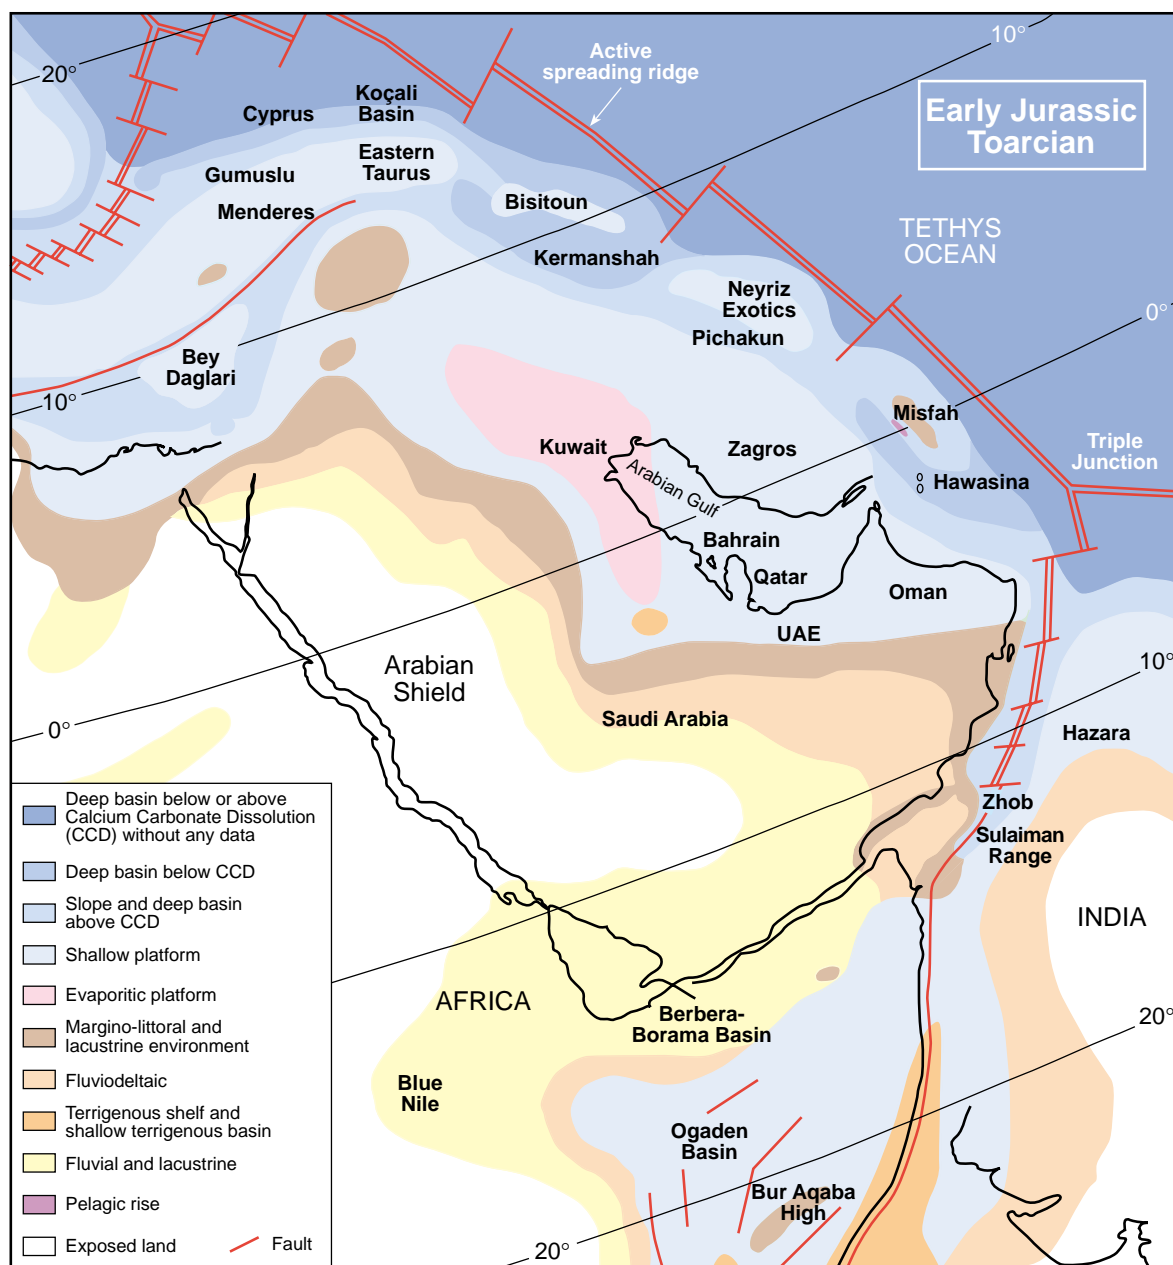 10°
Active
spreading ridge
20°
Early Jurassic
Toarcian
Koçali
Basin
Cyprus
Eastern
Taurus
Gumuslu
Menderes
Bisitoun
TETHYS
OCEAN
Kermanshah
Neyriz
Exotics
Pichakun
0°
Bey
Daglari
10°
Misfah
Kuwait
Zagros
Triple
Junction
Arabian Gulf
Hawasina
Bahrain
Qatar
Oman
UAE
Arabian
Shield
10°
Saudi Arabia
0°
Hazara
Zhob
Sulaiman
Range
INDIA
AFRICA
Berbera-
Borama Basin
20°
Blue
Nile
Ogaden
Basin
Bur Aqaba
High
20°
Deep basin below or above
Calcium Carbonate Dissolution
(CCD) without any data
Deep basin below CCD
Slope and deep basin
above CCD
Shallow platform
Evaporitic platform
Margino-littoral and
lacustrine environment
Fluviodeltaic
Terrigenous shelf and
shallow terrigenous basin
Fluvial and lacustrine
Pelagic rise
Exposed land
Fault